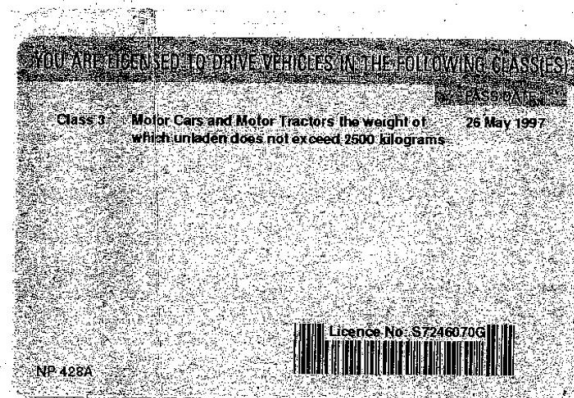 YOU ARE LICENSED TO DRIVE VEHICLES IN THE FOLLOWING CLASS(ES)
PASS DATE
Class 3 Motor Cars and Motor Tractors the weight of which unladen does not exceed 2500 kilograms 26 May 1997
Licence No: S7246070G
NP 428A